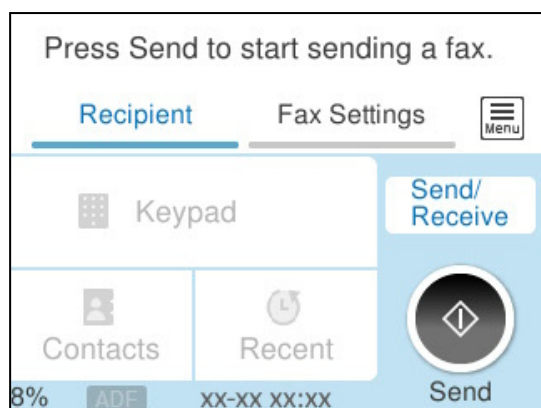 Press Send to start sending a fax.
Recipient Fax Settings
Menu
Keypad
Send/
Receive
Contacts Recent
8% ADF xx-xx xx:xx Send